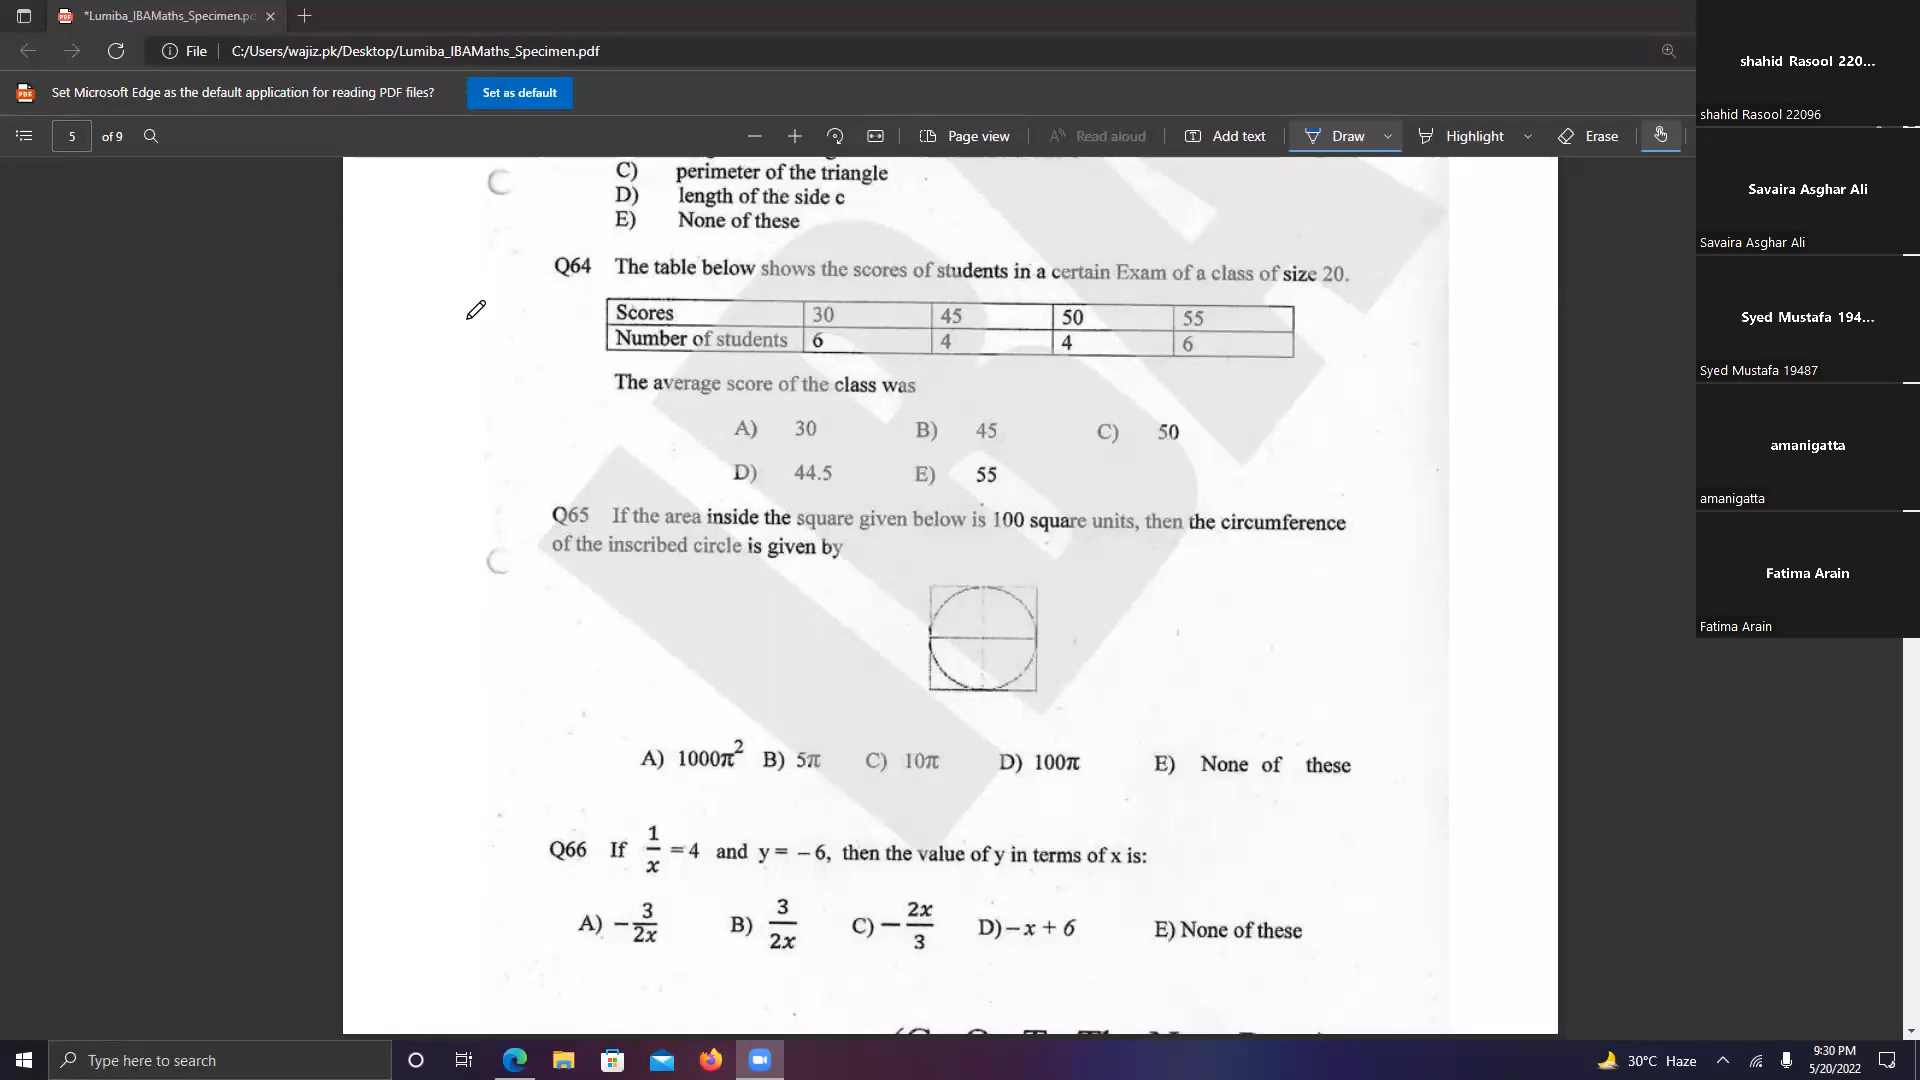 *Lumiba_IBAMaths_Specimen.pd
File
C:/Users/wajiz.pk/Desktop/Lumiba_IBAMaths_Specimen.pdf
Set Microsoft Edge as the default application for reading PDF files?
Set as default
5 of 9
Page view
Read aloud
Add text
Draw
Highlight
Erase
C) perimeter of the triangle
D) length of the side c
E) None of these
Q64 The table below shows the scores of students in a certain Exam of a class of size 20.
Scores 30 45 50 55
Number of students 6 4 4 6
The average score of the class was
A) 30 B) 45 C) 50
D) 44.5 E) 55
Q65 If the area inside the square given below is 100 square units, then the circumference
of the inscribed circle is given by
A) 1000π² B) 5π C) 10π D) 100π E) None of these
Q66 If 1/x = 4 and y = – 6, then the value of y in terms of x is:
A) – 3/2x B) 3/2x C) – 2x/3 D) – x + 6 E) None of these
shahid Rasool 220...
shahid Rasool 22096
Savaira Asghar Ali
Savaira Asghar Ali
Syed Mustafa 194...
Syed Mustafa 19487
amanigatta
amanigatta
Fatima Arain
Fatima Arain
Type here to search
30°C Haze
9:30 PM
5/20/2022